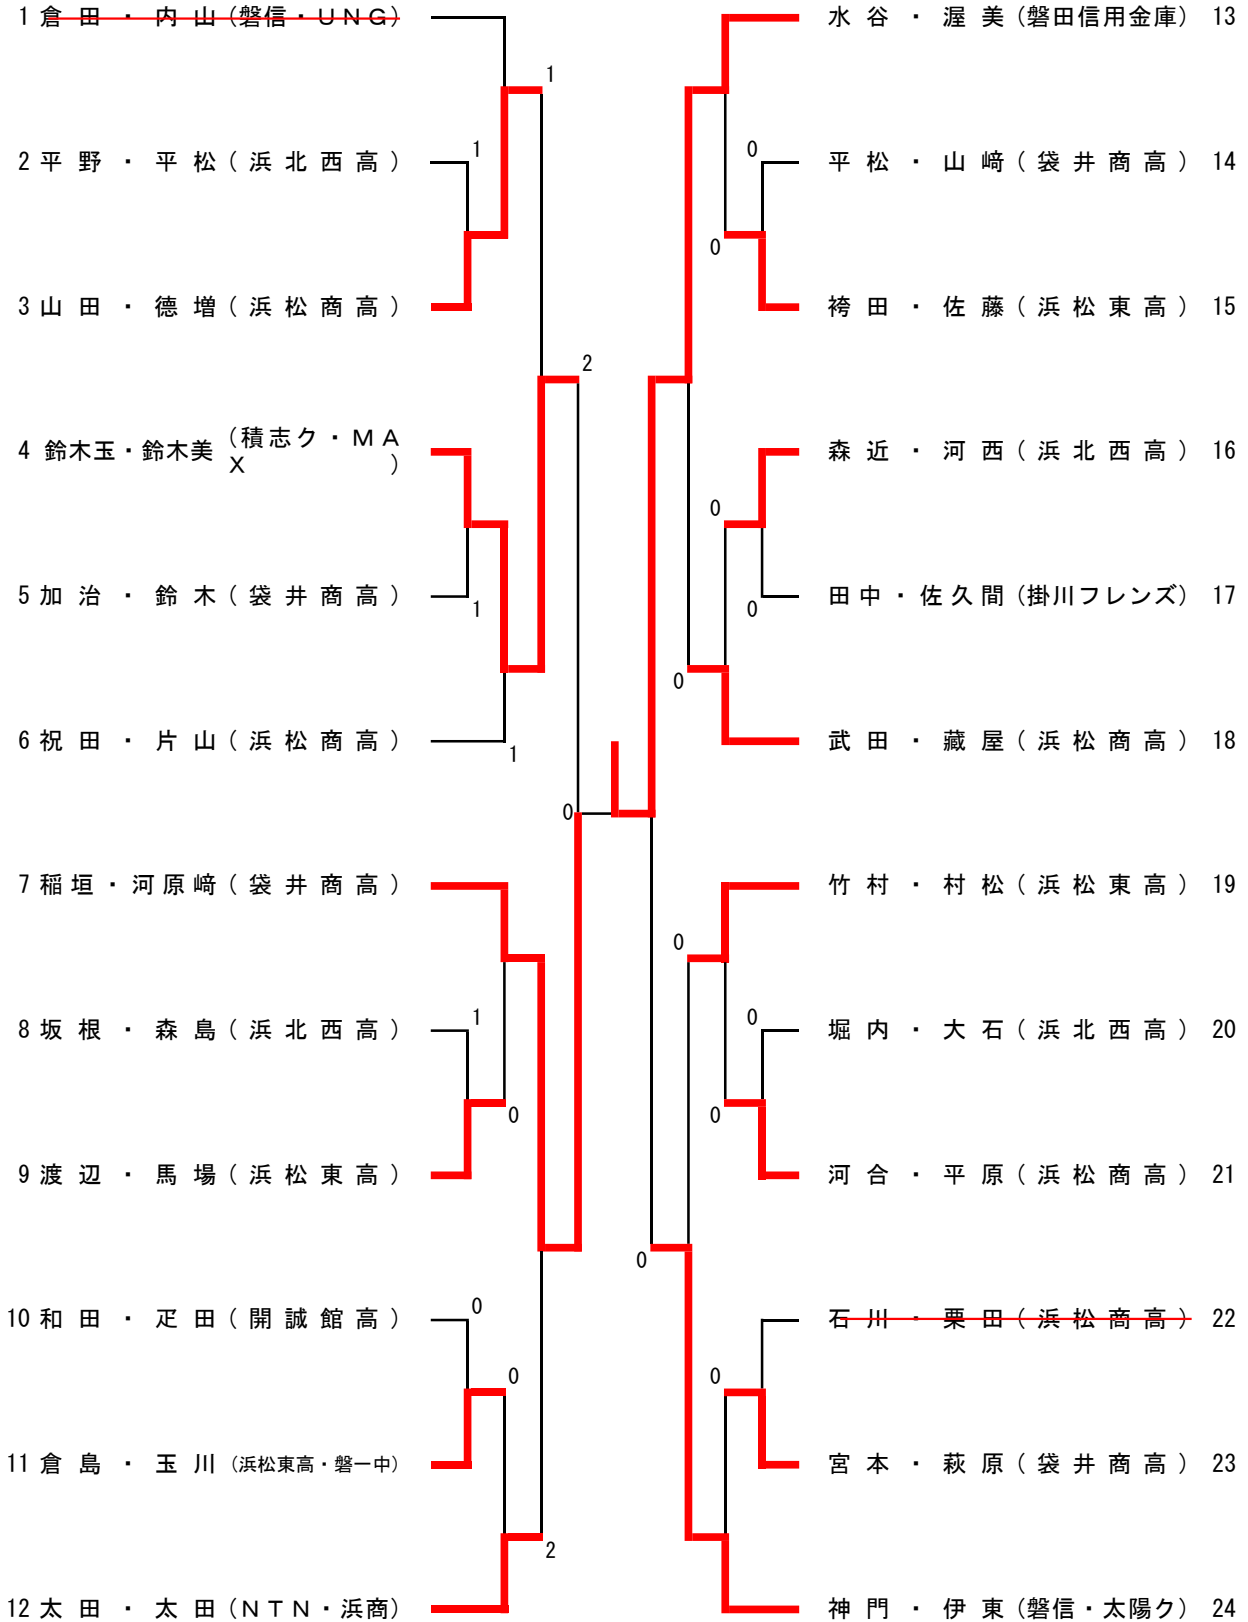 1 倉田・内山(磐信・UNG)
1
2 平野・平松(浜北西高)
1
3 山田・德増(浜松商高)
2
4 鈴木玉・鈴木美(積志ク・MA
X)
5 加治・鈴木(袋井商高)
1
6 祝田・片山(浜松商高)
1
0
7 稲垣・河原﨑(袋井商高)
8 坂根・森島(浜北西高)
1
0
9 渡辺・馬場(浜松東高)
10 和田・疋田(開誠館高)
0
0
11 倉島・玉川(浜松東高・磐一中)
2
12 太田・太田(NTN・浜商)
水谷・渥美(磐田信用金庫) 13
0
平松・山﨑(袋井商高) 14
0
袴田・佐藤(浜松東高) 15
森近・河西(浜北西高) 16
0
田中・佐久間(掛川フレンズ) 17
0
0
武田・藏屋(浜松商高) 18
竹村・村松(浜松東高) 19
0
0
堀内・大石(浜北西高) 20
0
河合・平原(浜松商高) 21
0
石川・栗田(浜松商高) 22
0
宮本・萩原(袋井商高) 23
神門・伊東(磐信・太陽ク) 24